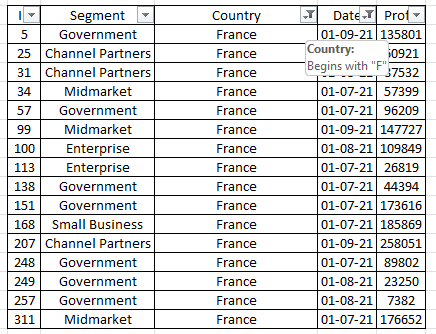 I Segment Country Date Prof
5 Government France 01-09-21 135801
25 Channel Partners France
31 Channel Partners France
34 Midmarket France 01-07-21 57399
57 Government France 01-07-21 96209
99 Midmarket France 01-09-21 147727
100 Enterprise France 01-08-21 109849
113 Enterprise France 01-07-21 26819
138 Government France 01-07-21 44394
151 Government France 01-07-21 173616
168 Small Business France 01-07-21 185869
207 Channel Partners France 01-09-21 258051
248 Government France 01-07-21 89802
249 Government France 01-08-21 23250
257 Government France 01-08-21 7382
311 Midmarket France 01-07-21 176652
Country:
Begins with "F"